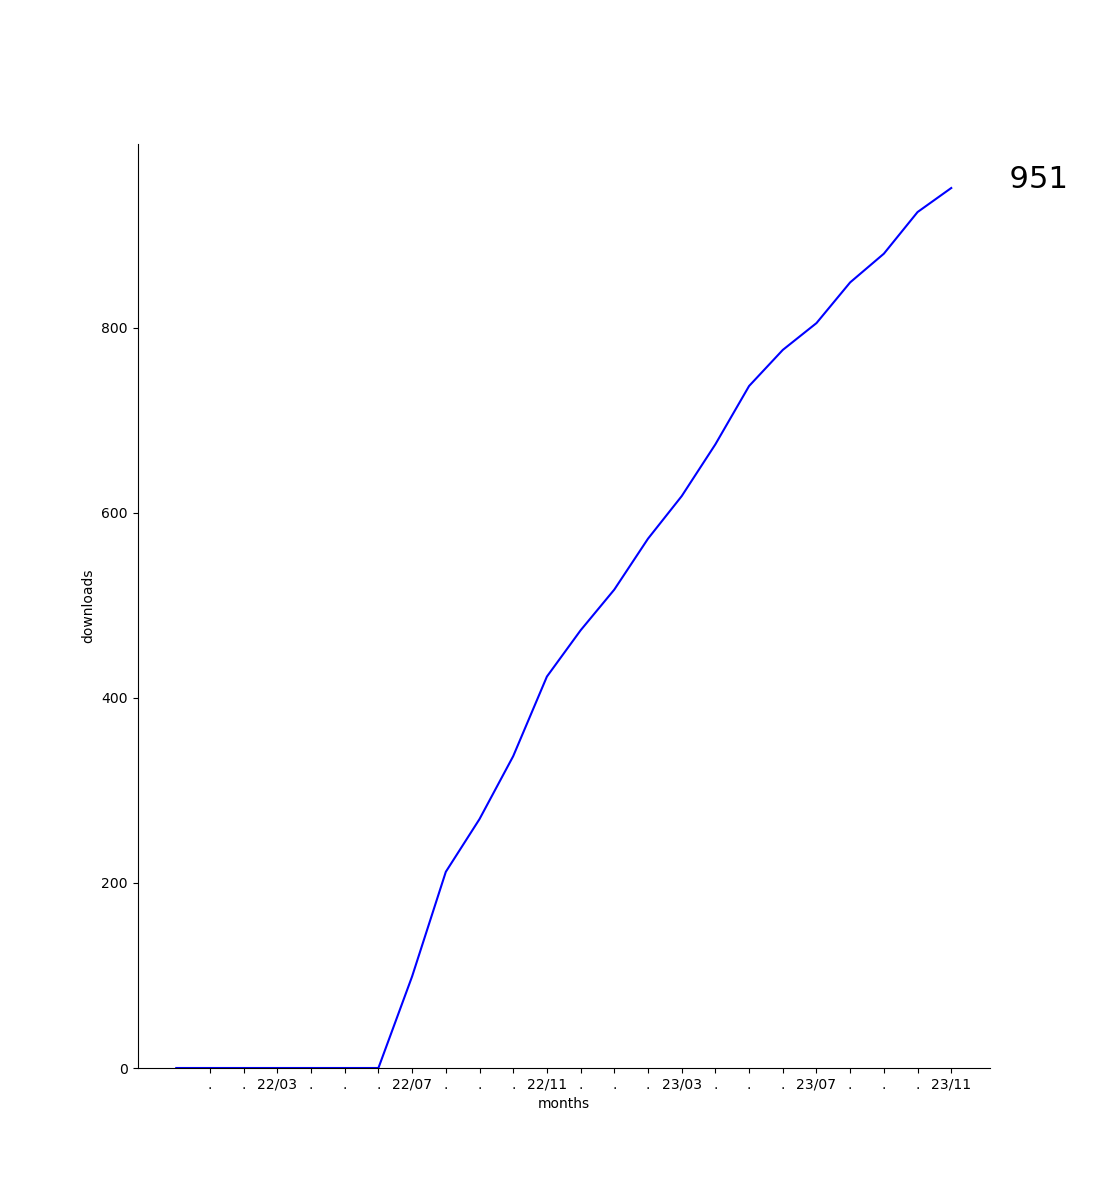 951
800
600
downloads
400
200
0
. . 22/03 . . . 22/07 . . . 22/11 . . . 23/03 . . . 23/07 . . . 23/11
months